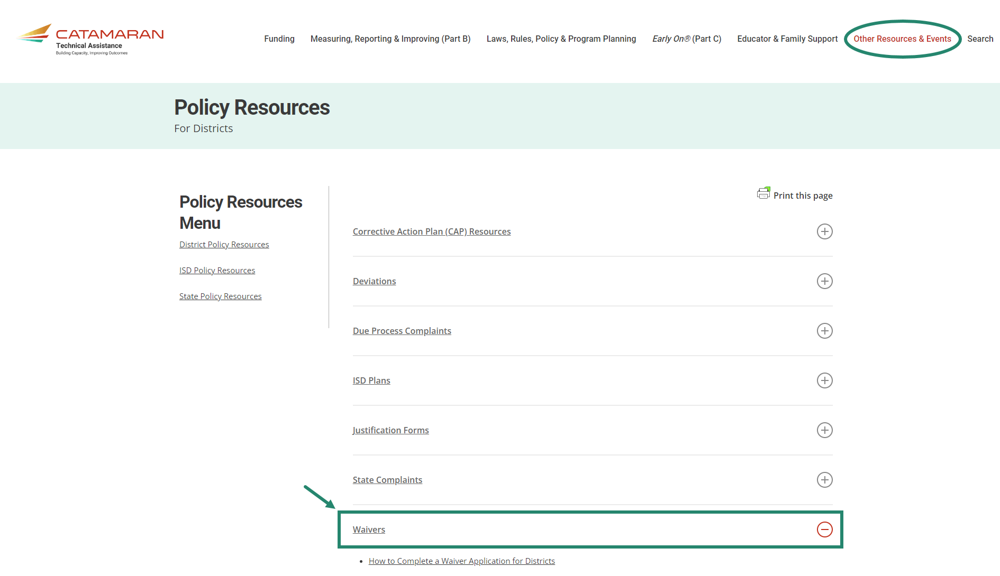 CATAMARAN
Technical Assistance
Building Capacity, Improving Outcomes
Funding
Measuring, Reporting & Improving (Part B)
Laws, Rules, Policy & Program Planning
Early On® (Part C)
Educator & Family Support
Other Resources & Events
Search
Policy Resources
For Districts
Policy Resources
Menu
District Policy Resources
ISD Policy Resources
State Policy Resources
Print this page
Corrective Action Plan (CAP) Resources
Deviations
Due Process Complaints
ISD Plans
Justification Forms
State Complaints
Waivers
• How to Complete a Waiver Application for Districts